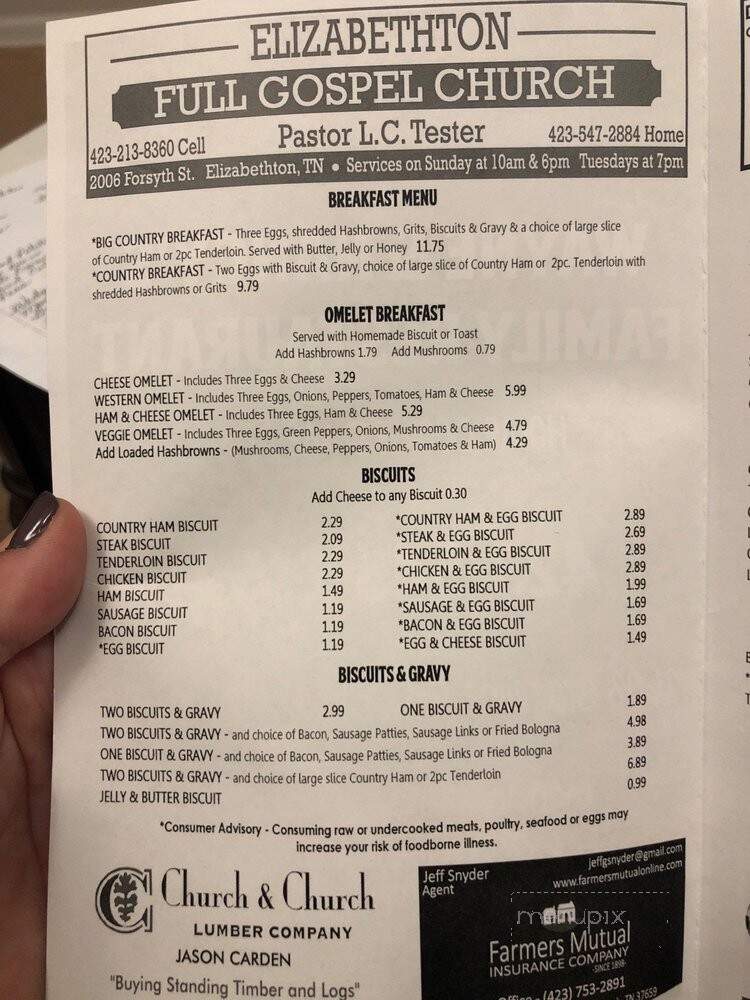 ELIZABETHTON
FULL GOSPEL CHURCH
423-213-8360 Cell Pastor L.C. Tester 423-547-2884 Home
2006 Forsyth St. Elizabethton, TN • Services on Sunday at 10am & 6pm Tuesdays at 7pm
BREAKFAST MENU
*BIG COUNTRY BREAKFAST - Three Eggs, shredded Hashbrowns, Grits, Biscuits & Gravy & a choice of large slice
of Country Ham or 2pc Tenderloin. Served with Butter, Jelly or Honey 11.75
*COUNTRY BREAKFAST - Two Eggs with Biscuit & Gravy, choice of large slice of Country Ham or 2pc. Tenderloin with
shredded Hashbrowns or Grits 9.79
OMELET BREAKFAST
Served with Homemade Biscuit or Toast
Add Hashbrowns 1.79 Add Mushrooms 0.79
CHEESE OMELET - Includes Three Eggs & Cheese 3.29
WESTERN OMELET - Includes Three Eggs, Onions, Peppers, Tomatoes, Ham & Cheese 5.99
HAM & CHEESE OMELET - Includes Three Eggs, Ham & Cheese 5.29
VEGGIE OMELET - Includes Three Eggs, Green Peppers, Onions, Mushrooms & Cheese 4.79
Add Loaded Hashbrowns - (Mushrooms, Cheese, Peppers, Onions, Tomatoes & Ham) 4.29
BISCUITS
Add Cheese to any Biscuit 0.30
COUNTRY HAM BISCUIT 2.29 *COUNTRY HAM & EGG BISCUIT 2.89
STEAK BISCUIT 2.09 *STEAK & EGG BISCUIT 2.69
TENDERLOIN BISCUIT 2.29 *TENDERLOIN & EGG BISCUIT 2.89
CHICKEN BISCUIT 2.29 *CHICKEN & EGG BISCUIT 2.89
HAM BISCUIT 1.49 *HAM & EGG BISCUIT 1.99
SAUSAGE BISCUIT 1.19 *SAUSAGE & EGG BISCUIT 1.69
BACON BISCUIT 1.19 *BACON & EGG BISCUIT 1.69
*EGG BISCUIT 1.19 *EGG & CHEESE BISCUIT 1.49
BISCUITS & GRAVY
TWO BISCUITS & GRAVY 2.99 ONE BISCUIT & GRAVY 1.89
TWO BISCUITS & GRAVY - and choice of Bacon, Sausage Patties, Sausage Links or Fried Bologna 4.98
ONE BISCUIT & GRAVY - and choice of Bacon, Sausage Patties, Sausage Links or Fried Bologna 3.89
TWO BISCUITS & GRAVY - and choice of large slice Country Ham or 2pc Tenderloin 6.89
JELLY & BUTTER BISCUIT 0.99
*Consumer Advisory - Consuming raw or undercooked meats, poultry, seafood or eggs may
increase your risk of foodborne illness.
Church & Church
LUMBER COMPANY
JASON CARDEN
"Buying Standing Timber and Logs"
Jeff Snyder
Agent
jeffgsnyder@gmail.com
www.farmersmutualonline.com
menupix
Farmers Mutual
INSURANCE COMPANY
-SINCE 1898-
Office - (423) 753-2891
TN 37659